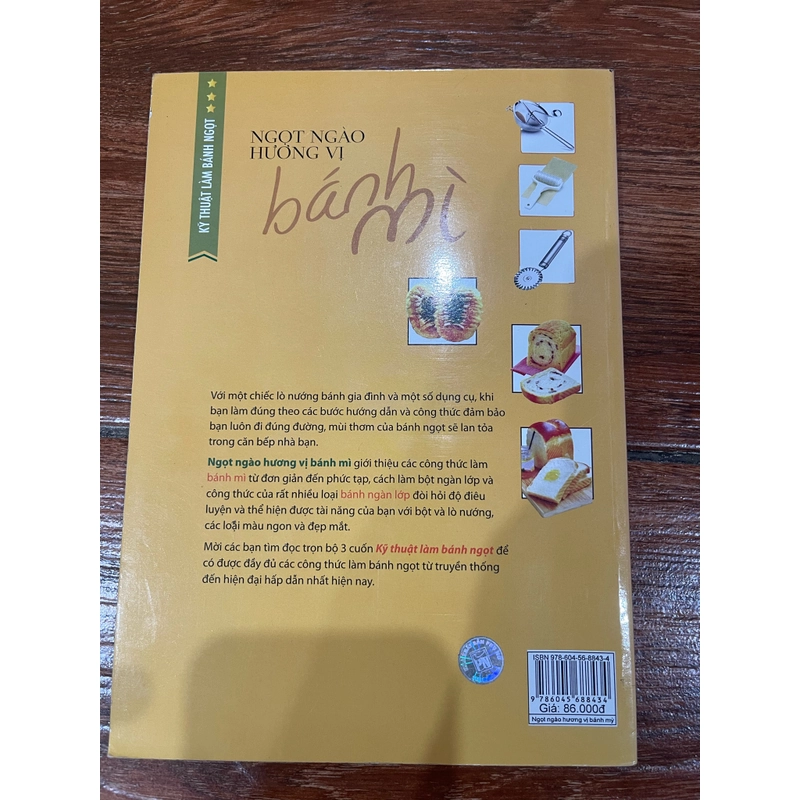 KỸ THUẬT LÀM BÁNH NGỌT
NGỌT NGÀO
HƯƠNG VỊ
bánh
mì
Với một chiếc lò nướng bánh gia đình và một số dụng cụ, khi
bạn làm đúng theo các bước hướng dẫn và công thức đảm bảo
bạn luôn đi đúng đường, mùi thơm của bánh ngọt sẽ lan tỏa
trong căn bếp nhà bạn.
Ngọt ngào hương vị bánh mì giới thiệu các công thức làm
bánh mì từ đơn giản đến phức tạp, cách làm bột ngàn lớp và
công thức của rất nhiều loại bánh ngàn lớp đòi hỏi độ điêu
luyện và thể hiện được tài năng của bạn với bột và lò nướng,
các loại màu ngon và đẹp mắt.
Mời các bạn tìm đọc trọn bộ 3 cuốn Kỹ thuật làm bánh ngọt để
có được đầy đủ các công thức làm bánh ngọt từ truyền thống
đến hiện đại hấp dẫn nhất hiện nay.
ISBN 978-604-56-8843-4
9 786045 688434
Giá: 86.000đ
Ngọt ngào hương vị bánh mỳ